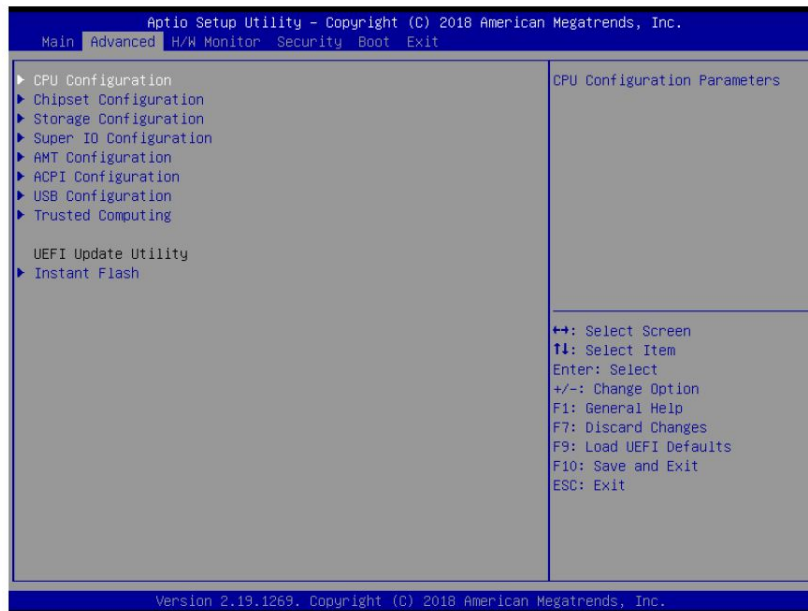 Aptio Setup Utility – Copyright (C) 2018 American Megatrends, Inc.
Main Advanced H/W Monitor Security Boot Exit
CPU Configuration
Chipset Configuration
Storage Configuration
Super IO Configuration
AMT Configuration
ACPI Configuration
USB Configuration
Trusted Computing
UEFI Update Utility
Instant Flash
CPU Configuration Parameters
↔: Select Screen
↑↓: Select Item
Enter: Select
+/-: Change Option
F1: General Help
F7: Discard Changes
F9: Load UEFI Defaults
F10: Save and Exit
ESC: Exit
Version 2.19.1269. Copyright (C) 2018 American Megatrends, Inc.